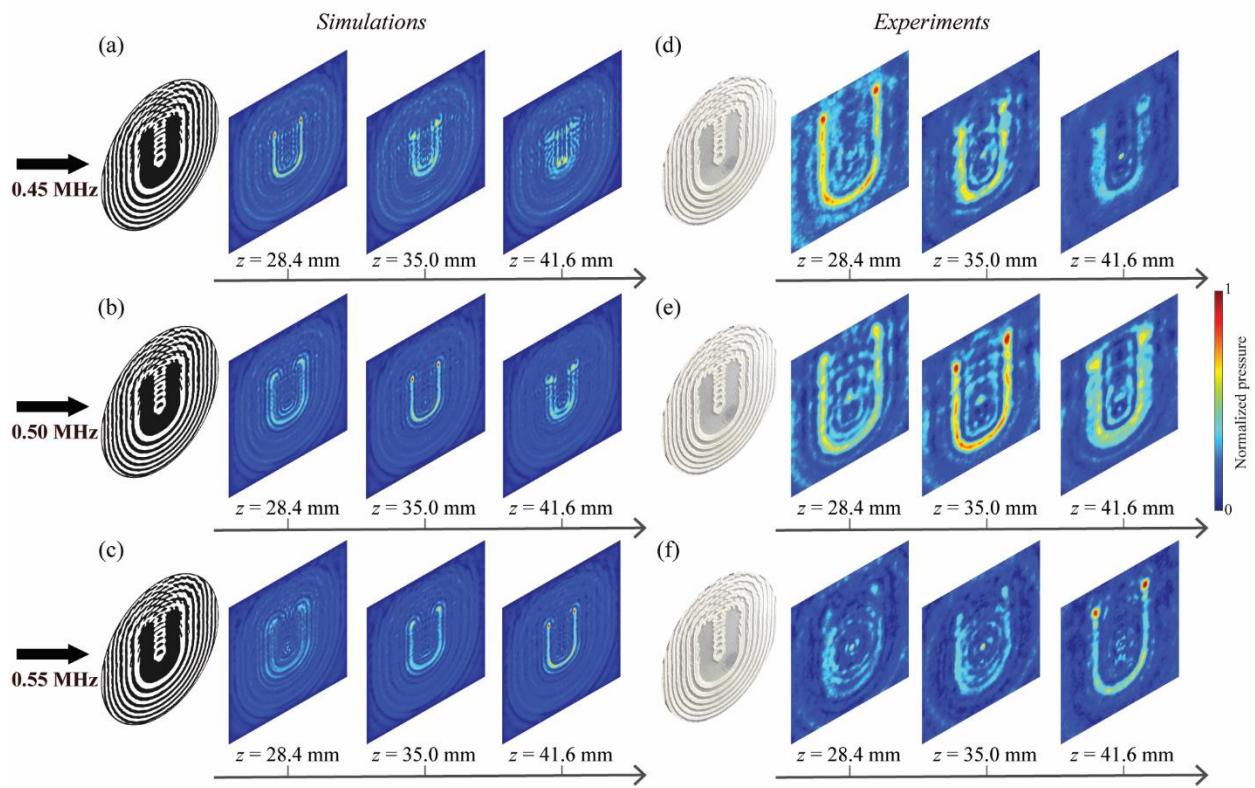 Simulations
Experiments
(a)
(d)
0.45 MHz
z = 28.4 mm
z = 35.0 mm
z = 41.6 mm
z = 28.4 mm
z = 35.0 mm
z = 41.6 mm
(b)
(e)
0.50 MHz
z = 28.4 mm
z = 35.0 mm
z = 41.6 mm
z = 28.4 mm
z = 35.0 mm
z = 41.6 mm
1
Normalized pressure
0
(c)
(f)
0.55 MHz
z = 28.4 mm
z = 35.0 mm
z = 41.6 mm
z = 28.4 mm
z = 35.0 mm
z = 41.6 mm